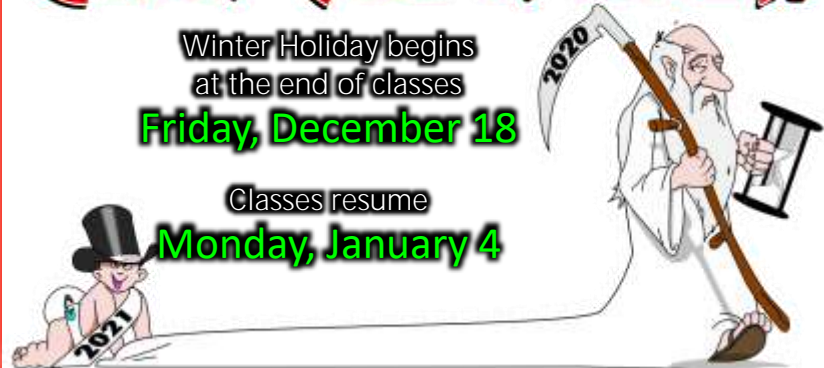 Winter Holiday begins
at the end of classes
Friday, December 18
Classes resume
Monday, January 4
2020
2021